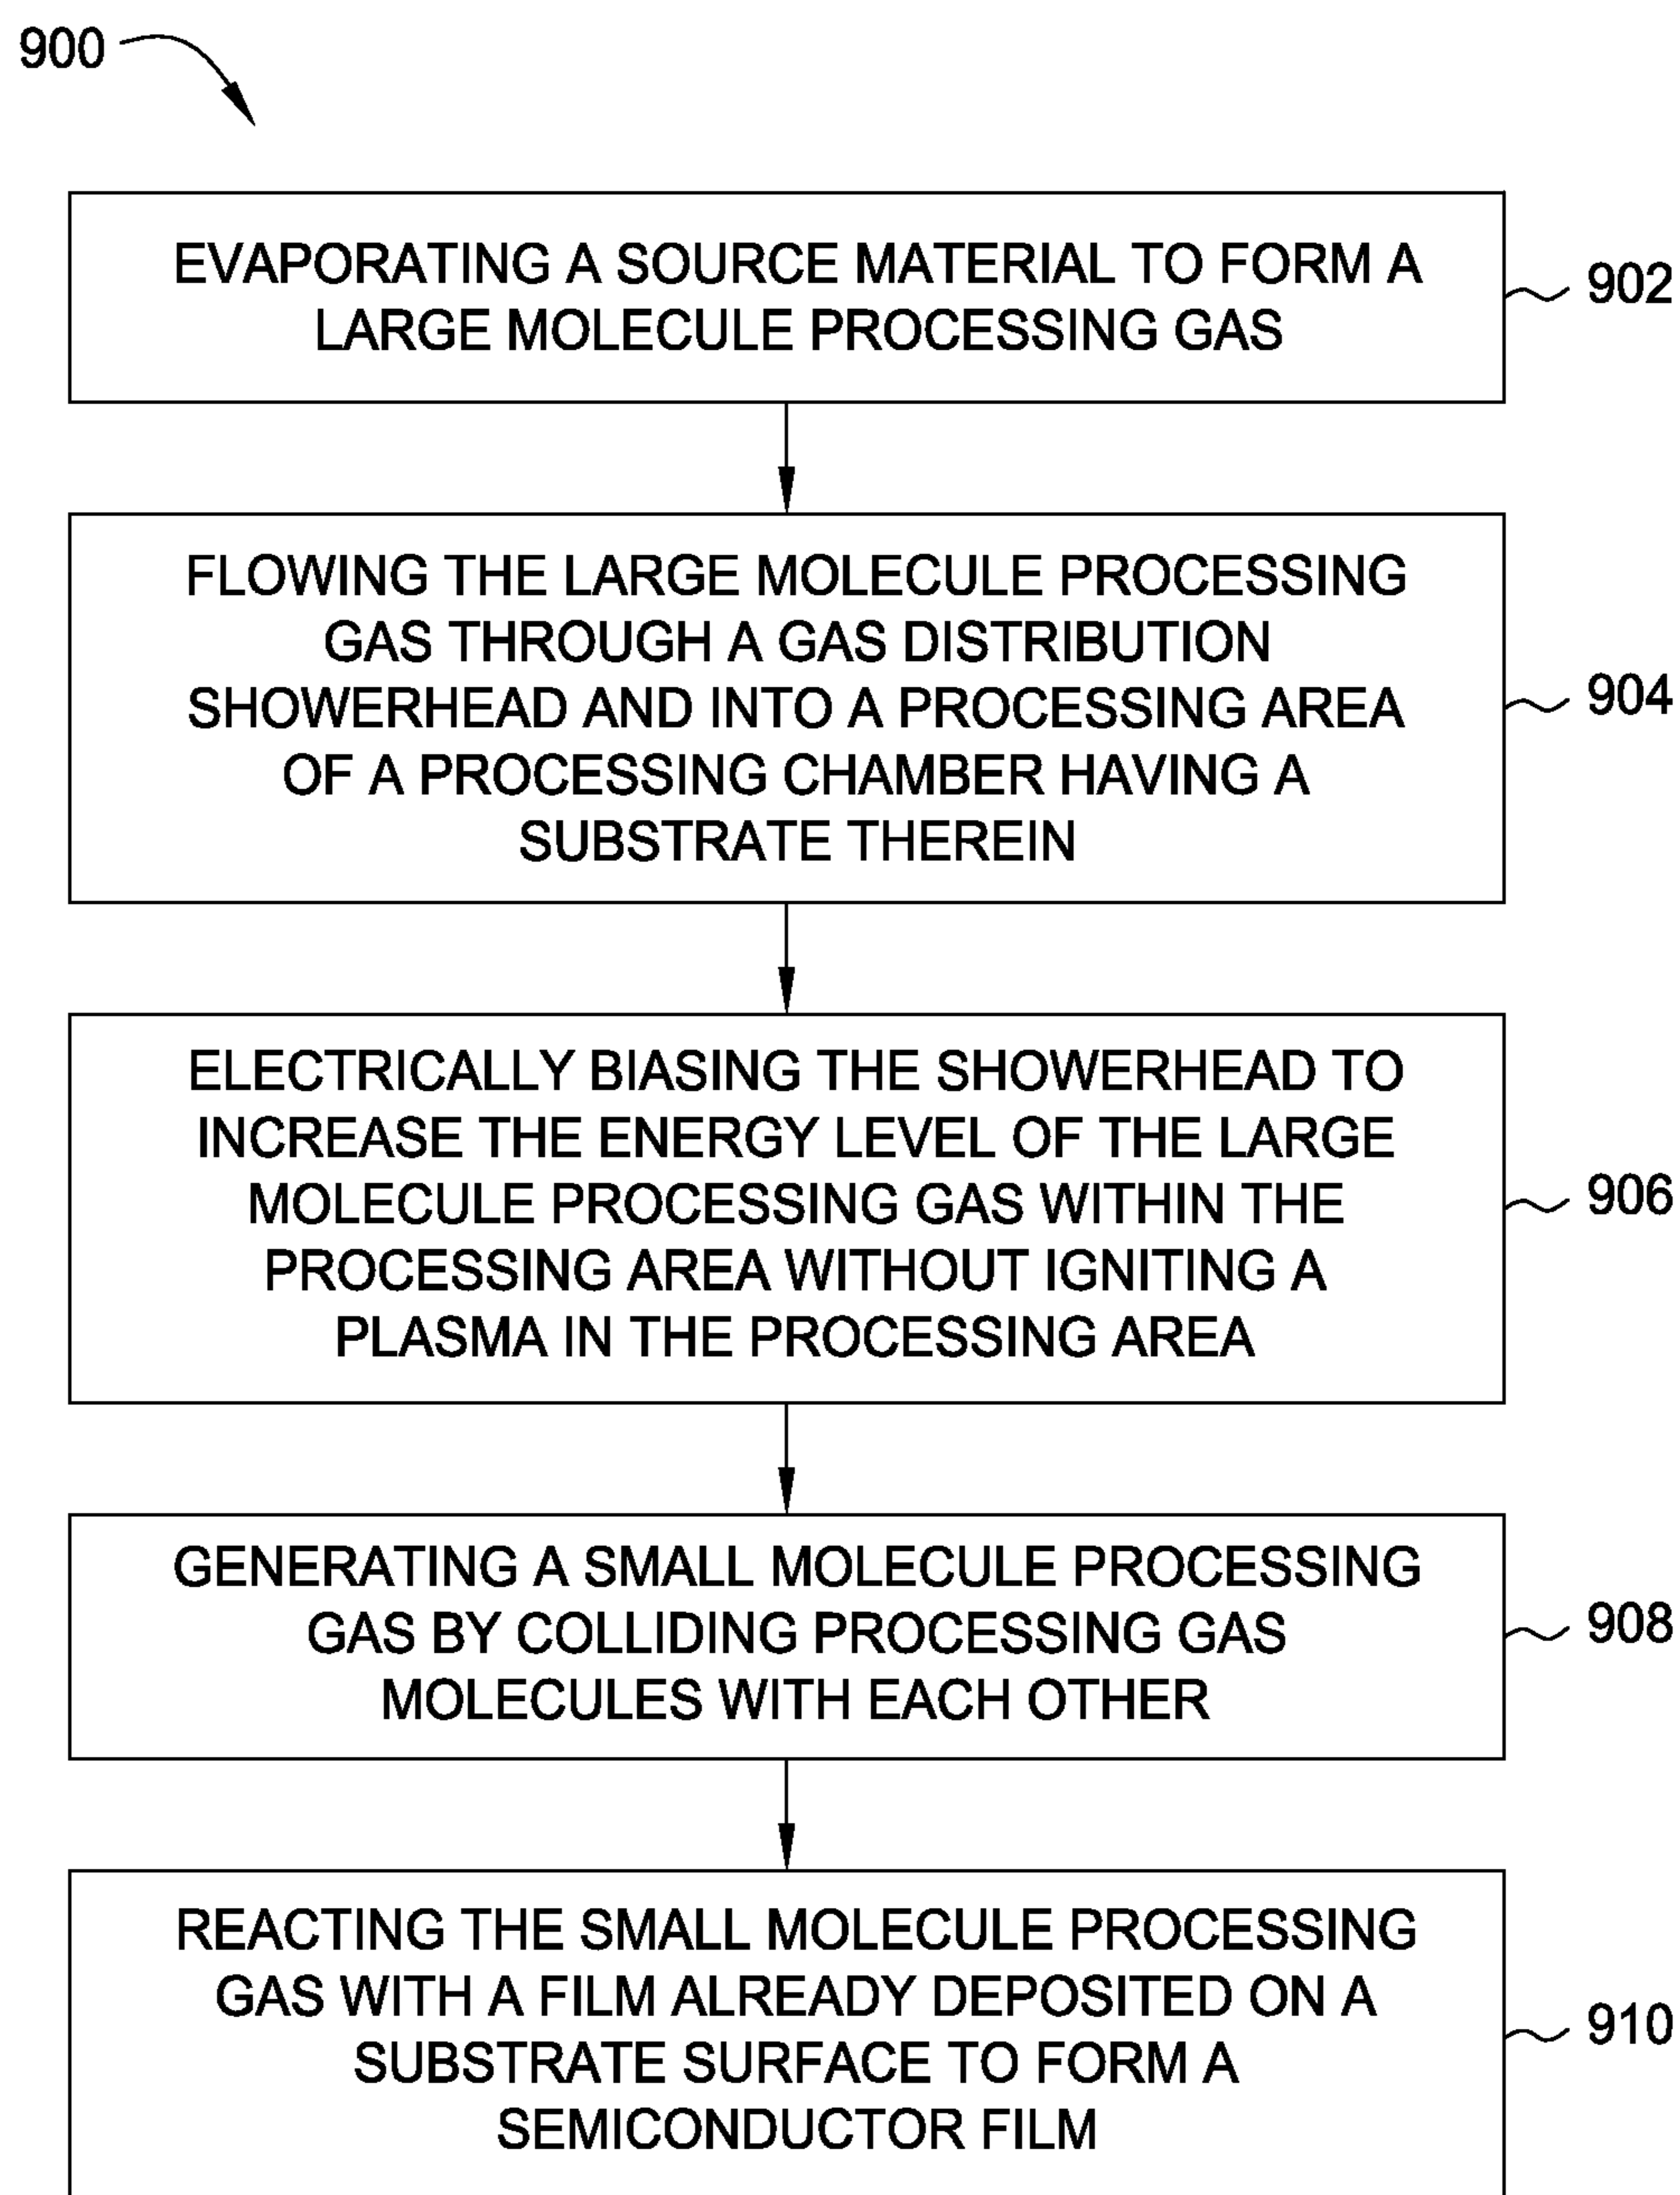 900
EVAPORATING A SOURCE MATERIAL TO FORM A
LARGE MOLECULE PROCESSING GAS
902
FLOWING THE LARGE MOLECULE PROCESSING
GAS THROUGH A GAS DISTRIBUTION
SHOWERHEAD AND INTO A PROCESSING AREA
OF A PROCESSING CHAMBER HAVING A
SUBSTRATE THEREIN
904
ELECTRICALLY BIASING THE SHOWERHEAD TO
INCREASE THE ENERGY LEVEL OF THE LARGE
MOLECULE PROCESSING GAS WITHIN THE
PROCESSING AREA WITHOUT IGNITING A
PLASMA IN THE PROCESSING AREA
906
GENERATING A SMALL MOLECULE PROCESSING
GAS BY COLLIDING PROCESSING GAS
MOLECULES WITH EACH OTHER
908
REACTING THE SMALL MOLECULE PROCESSING
GAS WITH A FILM ALREADY DEPOSITED ON A
SUBSTRATE SURFACE TO FORM A
SEMICONDUCTOR FILM
910